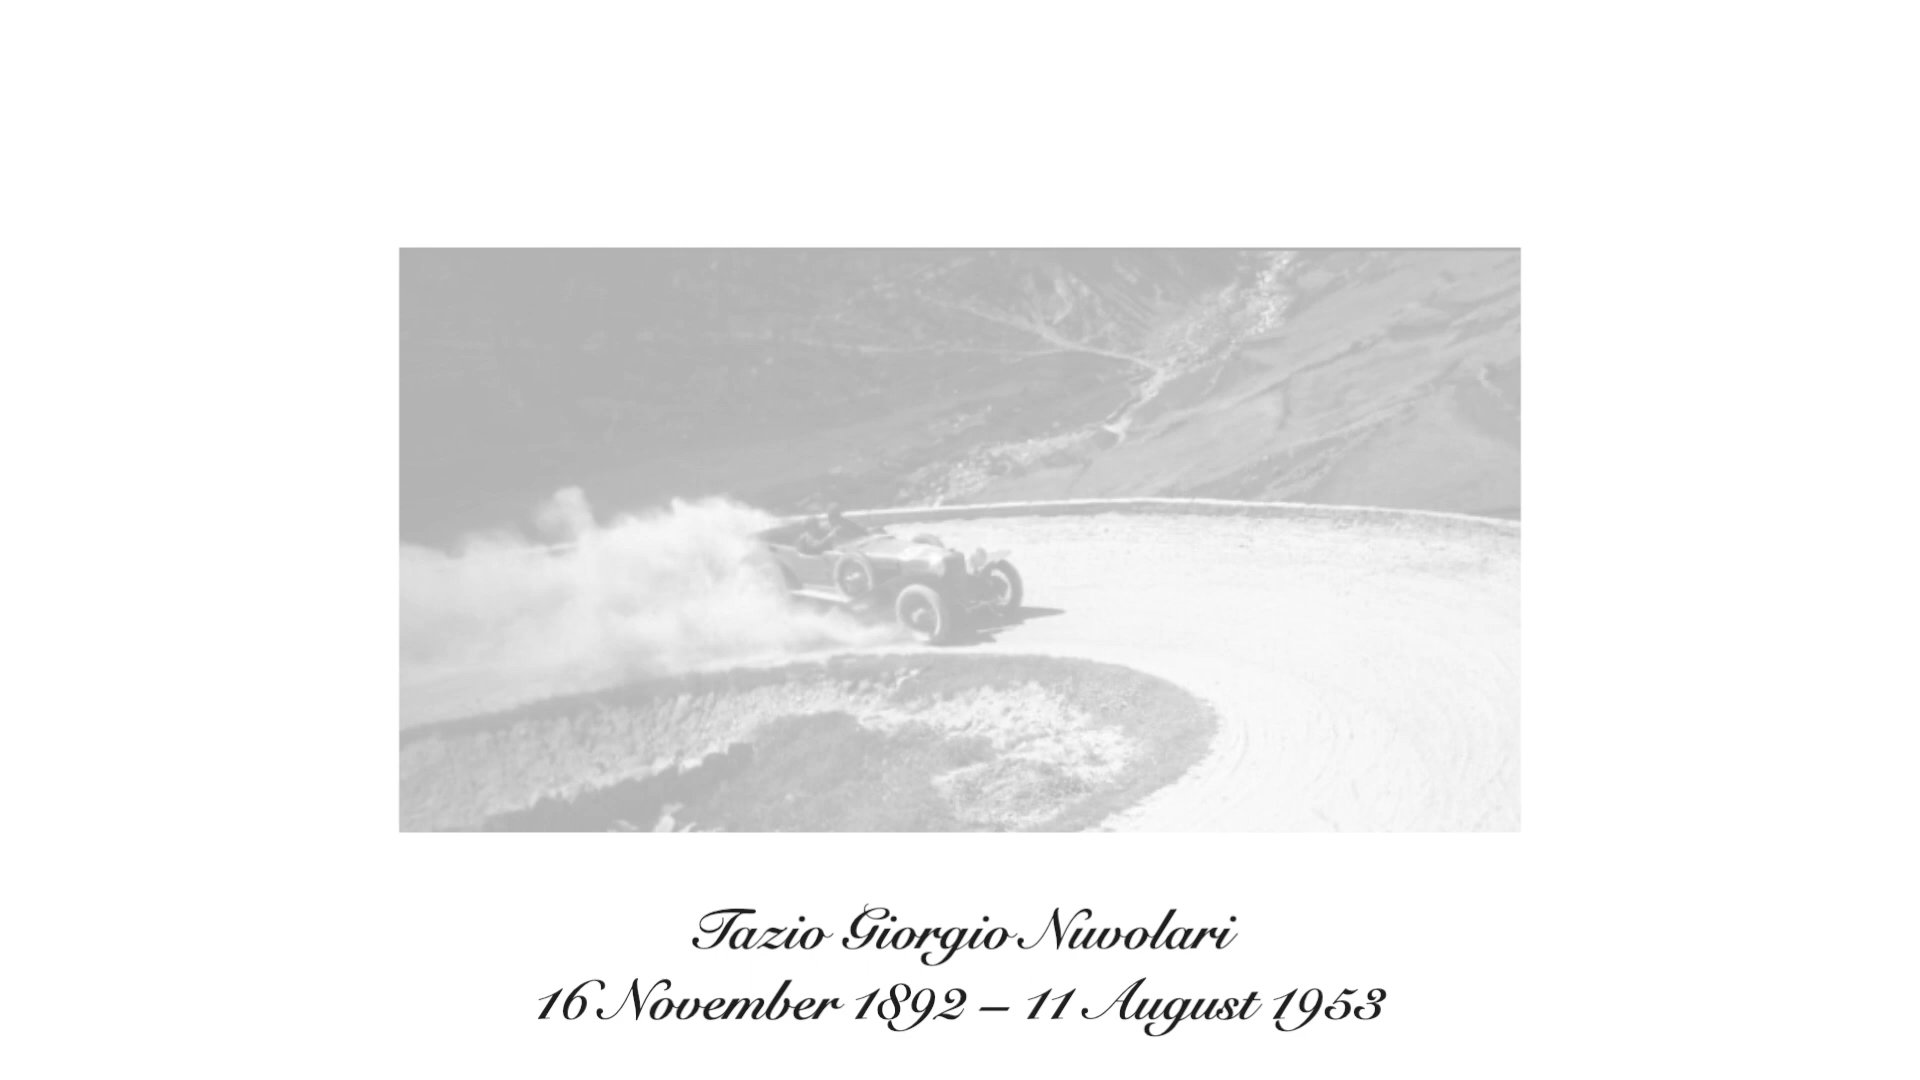 Tazio Giorgio Nuvolari
16 November 1892 – 11 August 1953